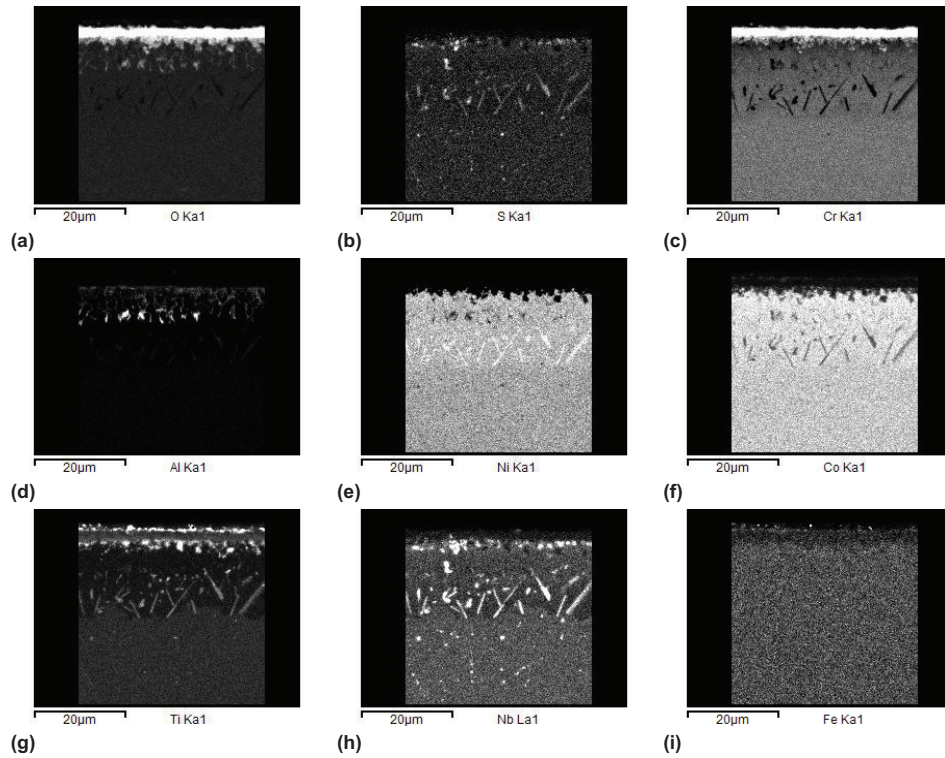 20µm O Ka1
20µm S Ka1
20µm Cr Ka1
(a)
(b)
(c)
20µm Al Ka1
20µm Ni Ka1
20µm Co Ka1
(d)
(e)
(f)
20µm Ti Ka1
20µm Nb La1
20µm Fe Ka1
(g)
(h)
(i)